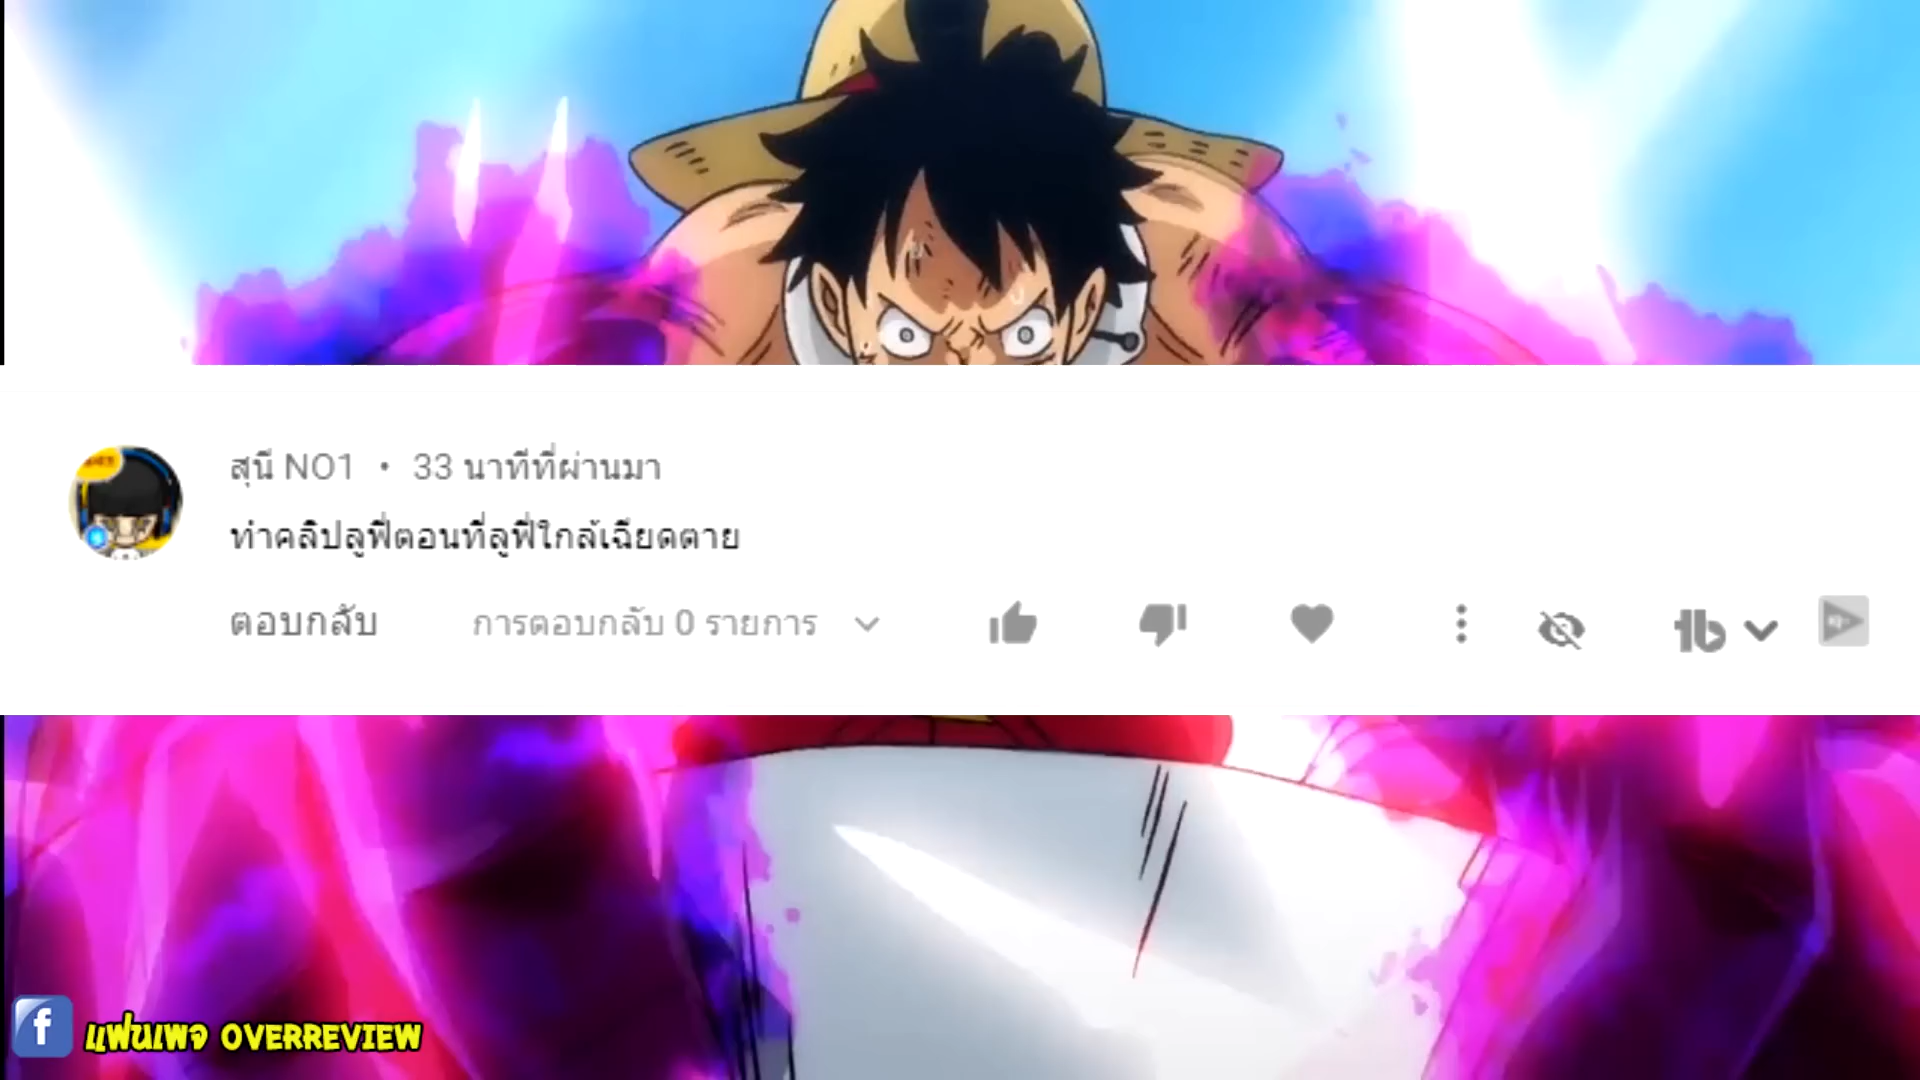 สุนี NO1 • 33 นาทีที่ผ่านมา
ทำคลิปลูฟี่ตอนที่ลูฟี่ใกล้เฉียดตาย
ตอบกลับ การตอบกลับ 0 รายการ
แฟนเพจ OVERREVIEW